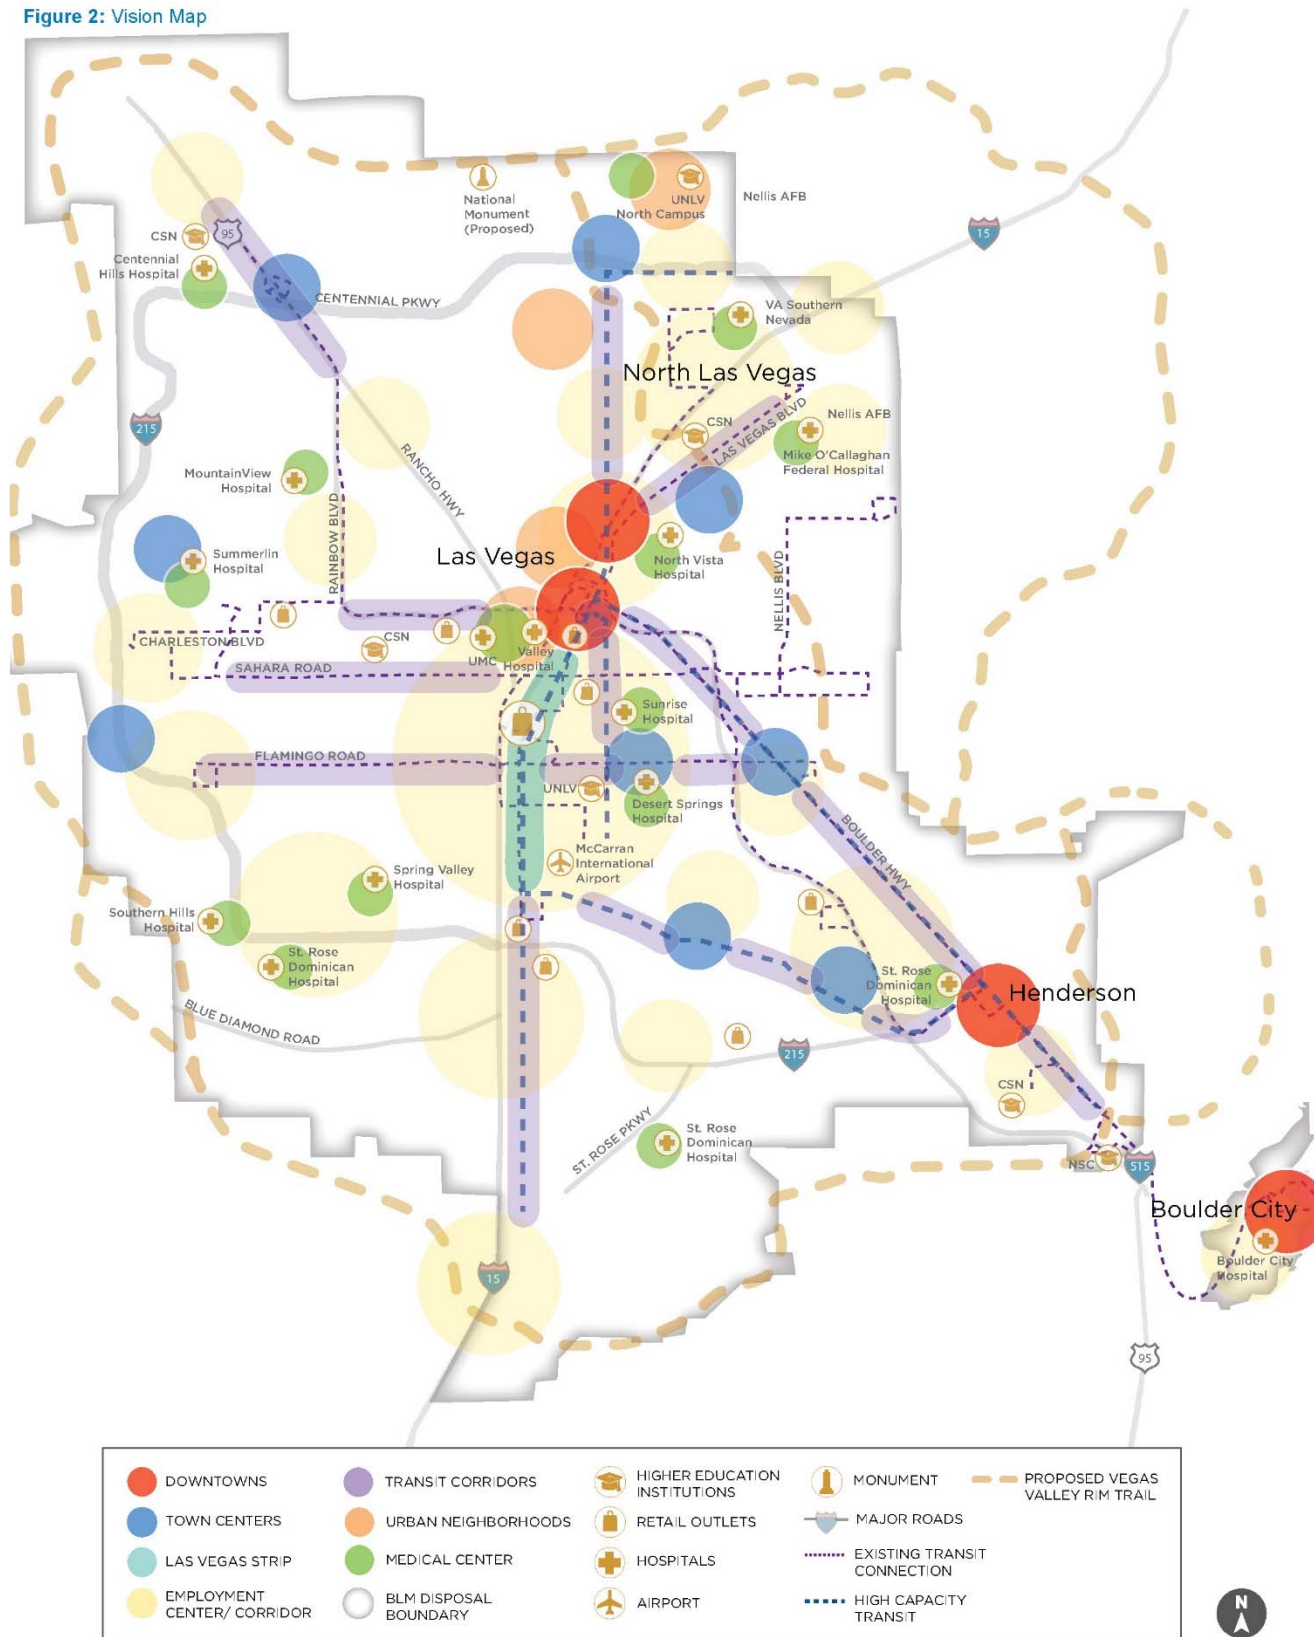 Figure 2: Vision Map
National
Monument
(Proposed)
UNLV
North Campus
Nellis AFB
15
CSN
95
Centennial
Hills Hospital
CENTENNIAL PKWY
VA Southern
Nevada
North Las Vegas
215
CSN
LAS VEGAS BLVD
Nellis AFB
Mike O'Callaghan
Federal Hospital
MountainView
Hospital
RANCHO HWY
RAINBOW BLVD
Las Vegas
North Vista
Hospital
NELLIS BLVD
Summerlin
Hospital
CHARLESTON BLVD
CSN
UMC
Valley
Hospital
SAHARA ROAD
Sunrise
Hospital
FLAMINGO ROAD
UNLV
Desert Springs
Hospital
BOULDER HWY
McCarran
International
Airport
Spring Valley
Hospital
Southern Hills
Hospital
St. Rose
Dominican
Hospital
St. Rose
Dominican
Hospital
Henderson
BLUE DIAMOND ROAD
215
CSN
ST. ROSE PKWY
St. Rose
Dominican
Hospital
NSC
515
Boulder City
Boulder City
Hospital
15
95
DOWNTOWNS
TOWN CENTERS
LAS VEGAS STRIP
EMPLOYMENT
CENTER/ CORRIDOR
TRANSIT CORRIDORS
URBAN NEIGHBORHOODS
MEDICAL CENTER
BLM DISPOSAL
BOUNDARY
HIGHER EDUCATION
INSTITUTIONS
RETAIL OUTLETS
HOSPITALS
AIRPORT
MONUMENT
MAJOR ROADS
EXISTING TRANSIT
CONNECTION
HIGH CAPACITY
TRANSIT
PROPOSED VEGAS
VALLEY RIM TRAIL
N